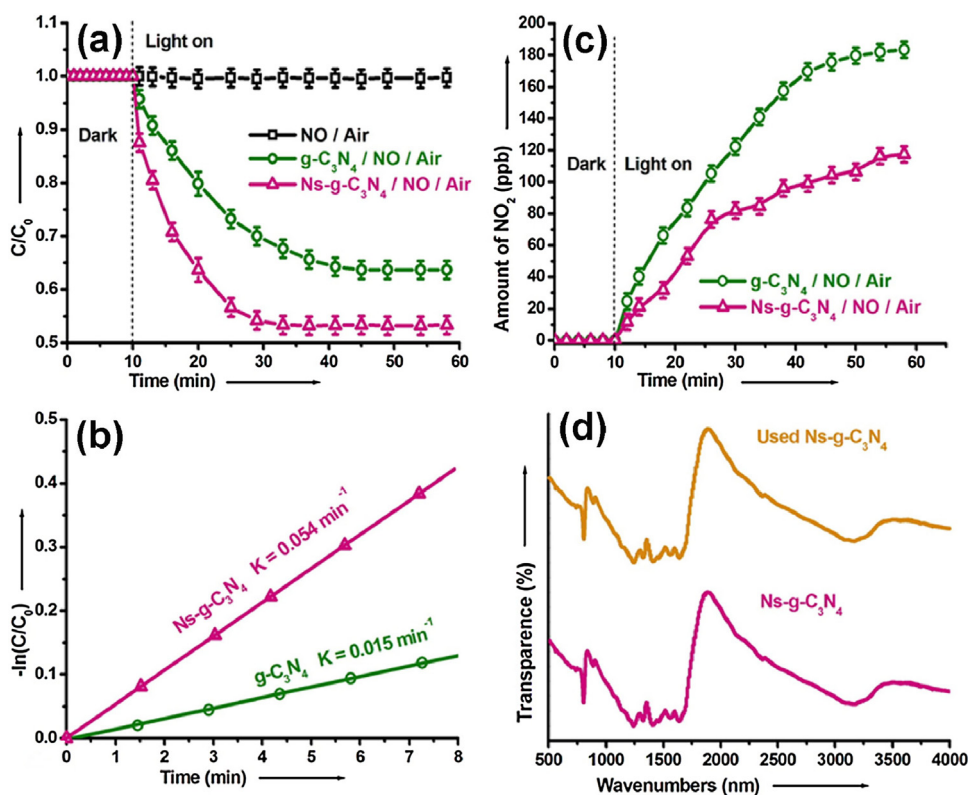 (a)
Light on
Dark
NO / Air
g-C₃N₄ / NO / Air
Ns-g-C₃N₄ / NO / Air
C/C₀
1.1
1.0
0.9
0.8
0.7
0.6
0.5
0 10 20 30 40 50 60
Time (min)
(c)
Dark
Light on
g-C₃N₄ / NO / Air
Ns-g-C₃N₄ / NO / Air
Amount of NO₂ (ppb)
200
180
160
140
120
100
80
60
40
20
0
0 10 20 30 40 50 60
Time (min)
(b)
Ns-g-C₃N₄ K = 0.054 min⁻¹
g-C₃N₄ K = 0.015 min⁻¹
-ln(C/C₀)
0.5
0.4
0.3
0.2
0.1
0.0
0 1 2 3 4 5 6 7 8
Time (min)
(d)
Used Ns-g-C₃N₄
Ns-g-C₃N₄
Transparence (%)
500 1000 1500 2000 2500 3000 3500 4000
Wavenumbers (nm)